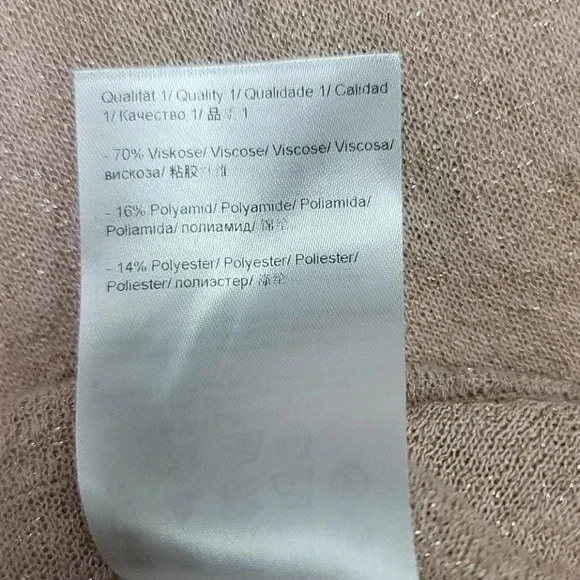 Qualität 1/ Quality 1/ Qualidade 1/ Calidad
1/ Качество 1/ 品 1
- 70% Viskose/ Viscose/ Viscose/ Viscosa/
вискоза/ 粘胶纤维
- 16% Polyamid/ Polyamide/ Poliamida/
Poliamida/ полиамид/ 锦纶
- 14% Polyester/ Polyester/ Poliester/
Poliester/ полиэстер/ 涤纶